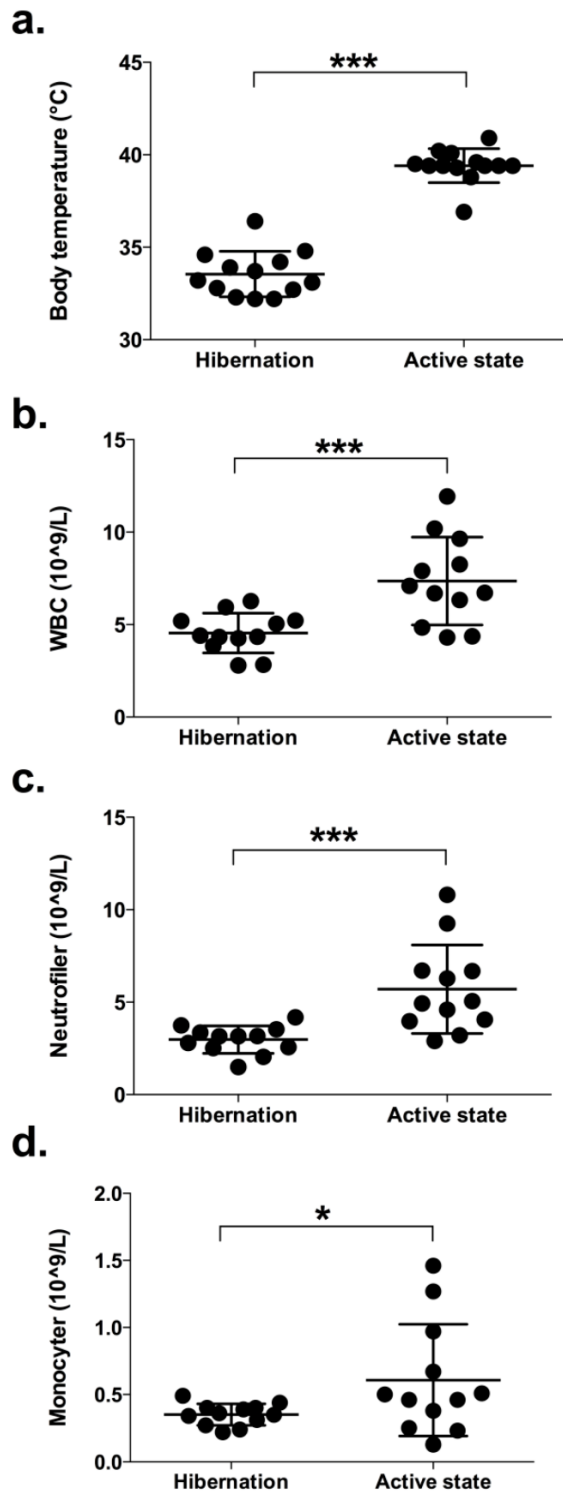 a.
***
45
40
35
30
Body temperature (°C)
Hibernation Active state
b.
***
15
10
5
0
WBC (10^9/L)
Hibernation Active state
c.
***
15
10
5
0
Neutrofiler (10^9/L)
Hibernation Active state
d.
*
2.0
1.5
1.0
0.5
0.0
Monocyter (10^9/L)
Hibernation Active state